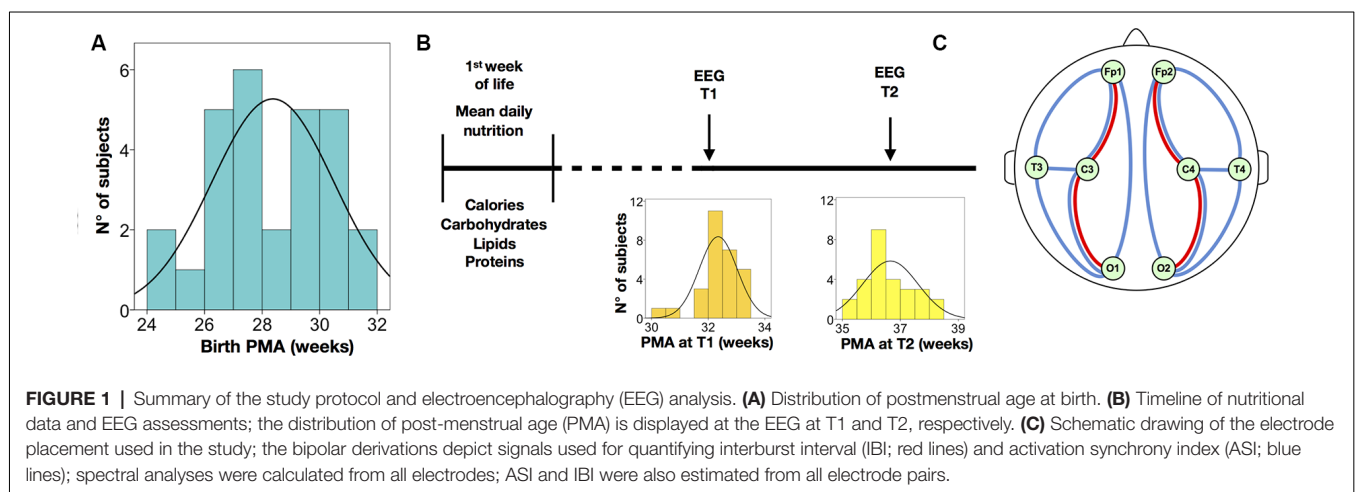 A
B
C
N° of subjects
6
4
2
0
24 26 28 30 32
Birth PMA (weeks)
1st week
of life
Mean daily
nutrition
Calories
Carbohydrates
Lipids
Proteins
EEG
T1
EEG
T2
N° of subjects
12
8
4
0
30 32 34
PMA at T1 (weeks)
12
8
4
0
35 37 39
PMA at T2 (weeks)
Fp1 Fp2
T3 C3 C4 T4
O1 O2
FIGURE 1 | Summary of the study protocol and electroencephalography (EEG) analysis. (A) Distribution of postmenstrual age at birth. (B) Timeline of nutritional
data and EEG assessments; the distribution of post-menstrual age (PMA) is displayed at the EEG at T1 and T2, respectively. (C) Schematic drawing of the electrode
placement used in the study; the bipolar derivations depict signals used for quantifying interburst interval (IBI; red lines) and activation synchrony index (ASI; blue
lines); spectral analyses were calculated from all electrodes; ASI and IBI were also estimated from all electrode pairs.